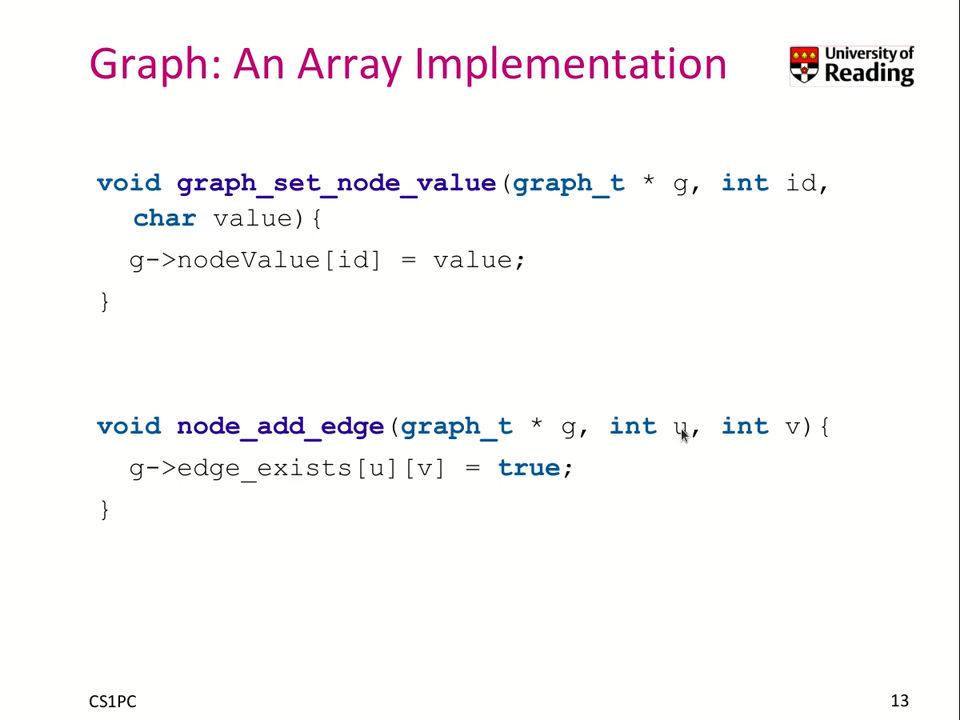 Graph: An Array Implementation
University of
Reading
void graph_set_node_value(graph_t * g, int id,
char value){
g->nodeValue[id] = value;
}
void node_add_edge(graph_t * g, int u, int v){
g->edge_exists[u][v] = true;
}
CS1PC
13